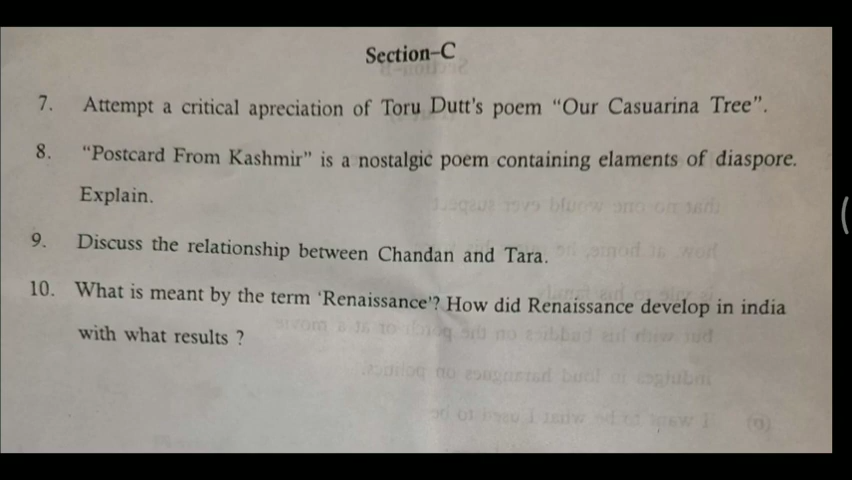 Section-C
7. Attempt a critical apreciation of Toru Dutt's poem "Our Casuarina Tree".
8. "Postcard From Kashmir" is a nostalgic poem containing elaments of diaspore.
Explain.
9. Discuss the relationship between Chandan and Tara.
10. What is meant by the term 'Renaissance'? How did Renaissance develop in india
with what results ?